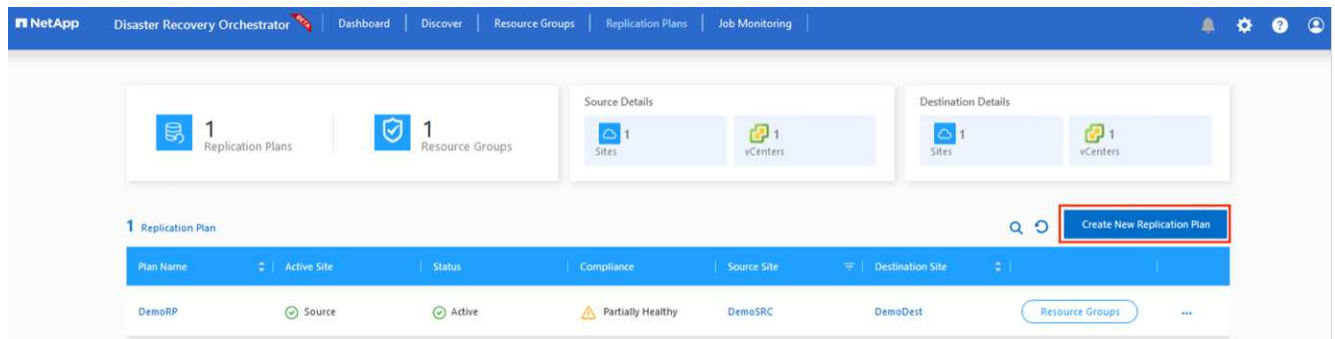 NetApp Disaster Recovery Orchestrator Dashboard Discover Resource Groups Replication Plans Job Monitoring
Source Details
Destination Details
1
Replication Plans
1
Resource Groups
1
Sites
1
vCenters
1
Sites
1
vCenters
1 Replication Plan
Create New Replication Plan
Plan Name Active Site Status Compliance Source Site Destination Site
DemoRP Source Active Partially Healthy DemoSRC DemoDest Resource Groups ...